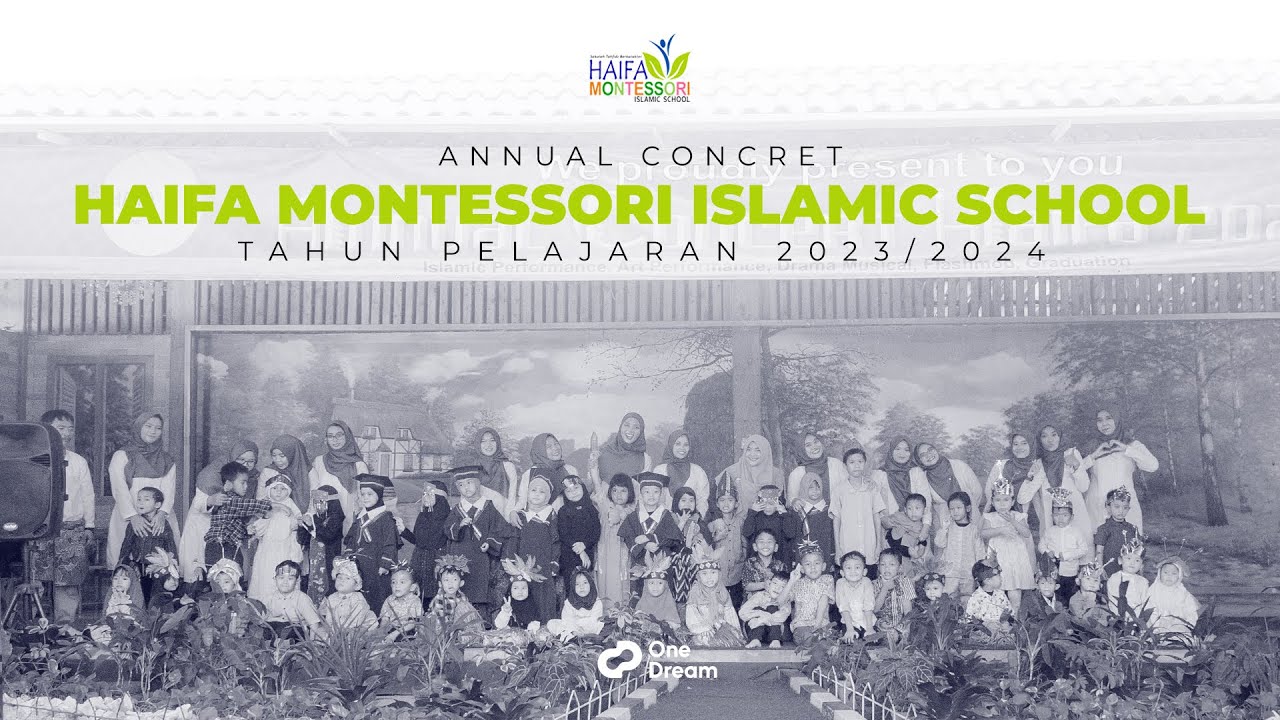 Sekolah Tahfidz Berkarakter
HAIFA
MONTESSORI
ISLAMIC SCHOOL
ANNUAL CONCRET
We proudly present to you
HAIFA MONTESSORI ISLAMIC SCHOOL
TAHUN PELAJARAN 2023/2024
Islamic Performance, Art Performance, Drama Musical, Flashmob, Graduation
One
Dream